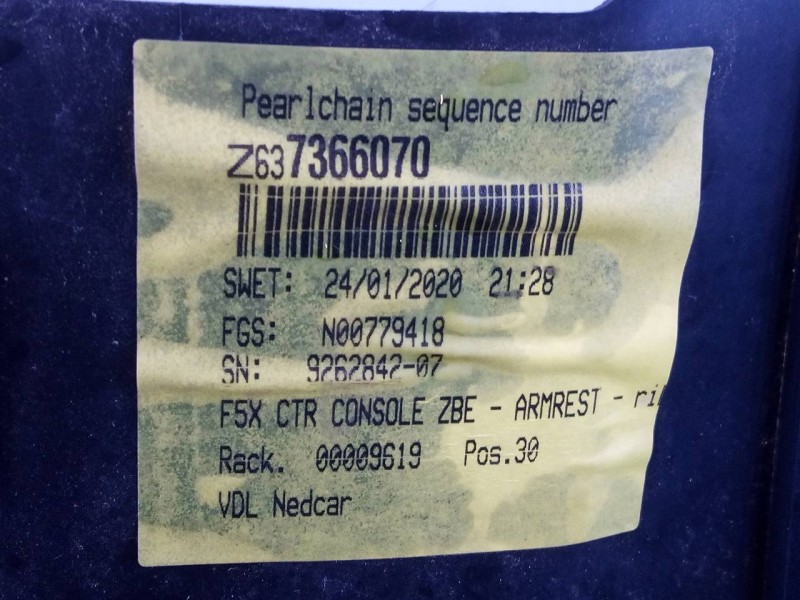 Pearlchain sequence number
Z637366070
SWET: 24/01/2020 21:28
FGS: N00779418
SN: 9262842-07
F5X CTR CONSOLE ZBE - ARMREST -
Rack. 00009619 Pos.30
VDL Nedcar